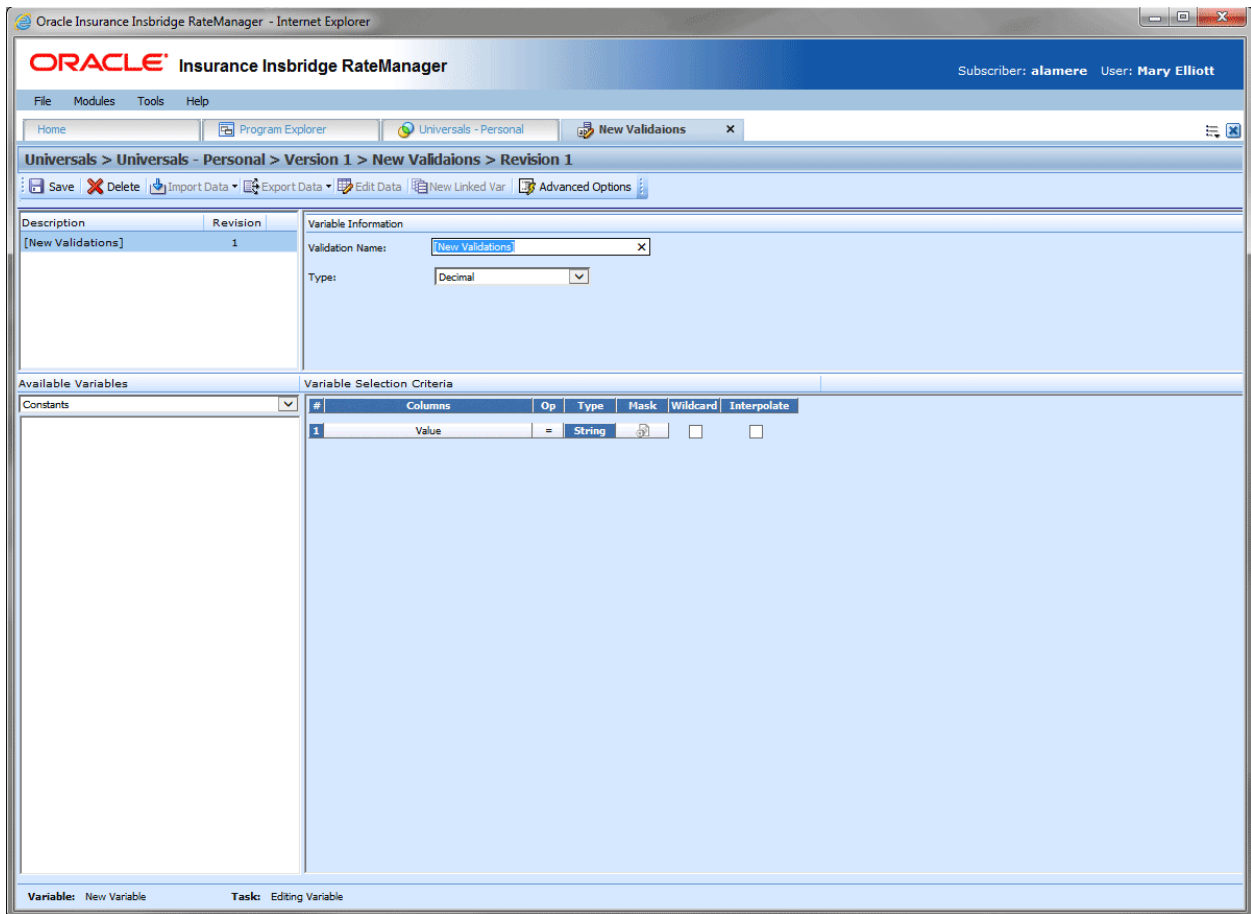 Oracle Insurance Insbridge RateManager - Internet Explorer
ORACLE® Insurance Insbridge RateManager
Subscriber: alamere User: Mary Elliott
File Modules Tools Help
Home Program Explorer Universals - Personal New Validaions
Universals > Universals - Personal > Version 1 > New Validaions > Revision 1
Save Delete Import Data Export Data Edit Data New Linked Var Advanced Options
Description Revision Variable Information
[New Validations] 1 Validation Name: [New Validations]
Type: Decimal
Available Variables Variable Selection Criteria
Constants # Columns Op Type Mask Wildcard Interpolate
1 Value = String
Variable: New Variable Task: Editing Variable